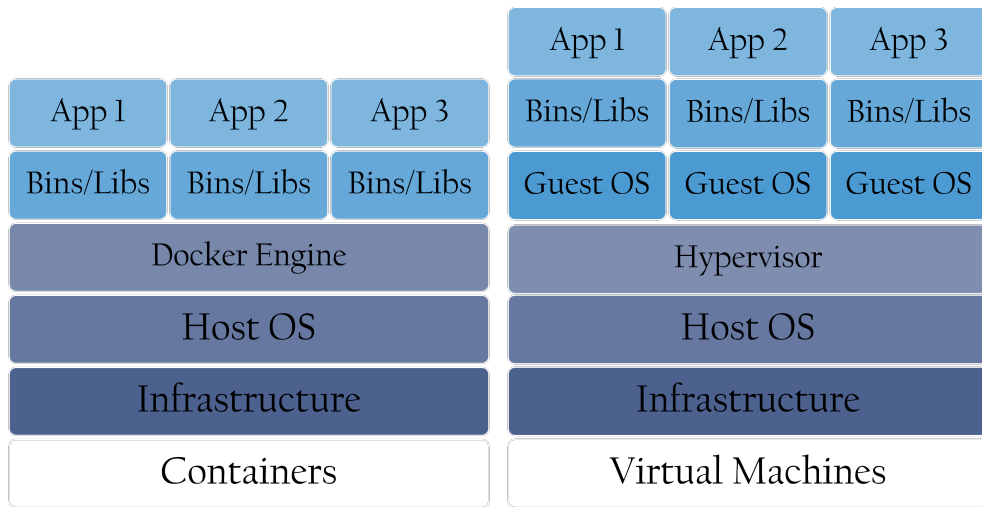 App 1 App 2 App 3
Bins/Libs Bins/Libs Bins/Libs
Docker Engine
Host OS
Infrastructure
Containers
App 1 App 2 App 3
Bins/Libs Bins/Libs Bins/Libs
Guest OS Guest OS Guest OS
Hypervisor
Host OS
Infrastructure
Virtual Machines